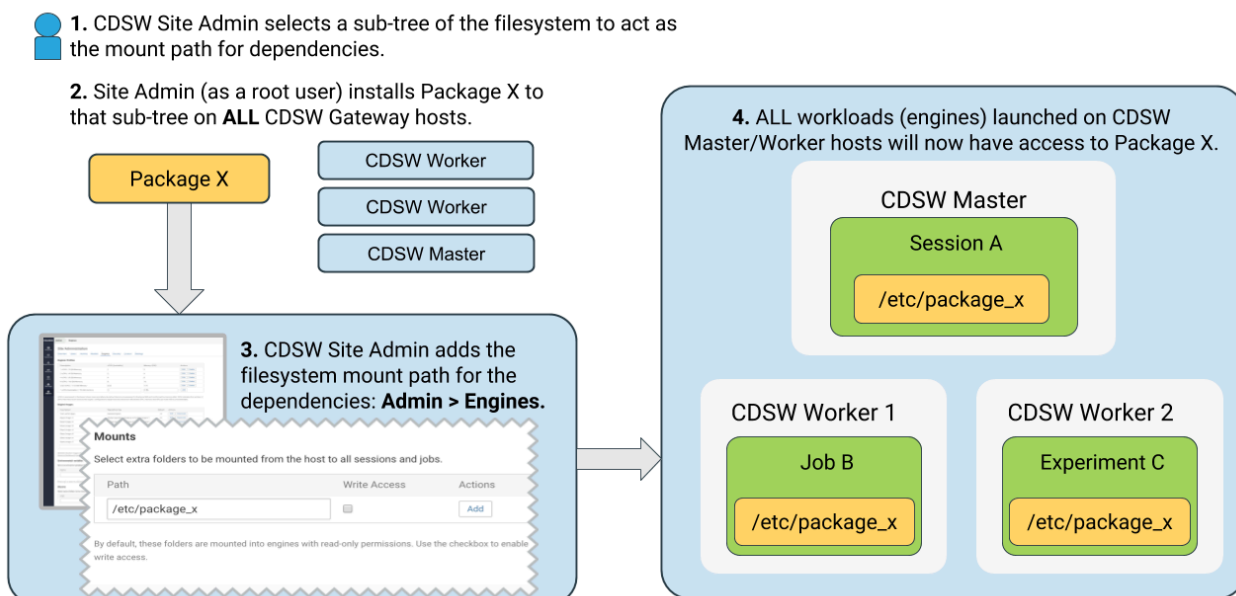 1. CDSW Site Admin selects a sub-tree of the filesystem to act as
the mount path for dependencies.
2. Site Admin (as a root user) installs Package X to
that sub-tree on ALL CDSW Gateway hosts.
Package X
CDSW Worker
CDSW Worker
CDSW Master
3. CDSW Site Admin adds the
filesystem mount path for the
dependencies: Admin > Engines.
Mounts
Select extra folders to be mounted from the host to all sessions and jobs.
Path Write Access Actions
/etc/package_x Add
By default, these folders are mounted into engines with read-only permissions. Use the checkbox to enable
write access.
4. ALL workloads (engines) launched on CDSW
Master/Worker hosts will now have access to Package X.
CDSW Master
Session A
/etc/package_x
CDSW Worker 1
Job B
/etc/package_x
CDSW Worker 2
Experiment C
/etc/package_x